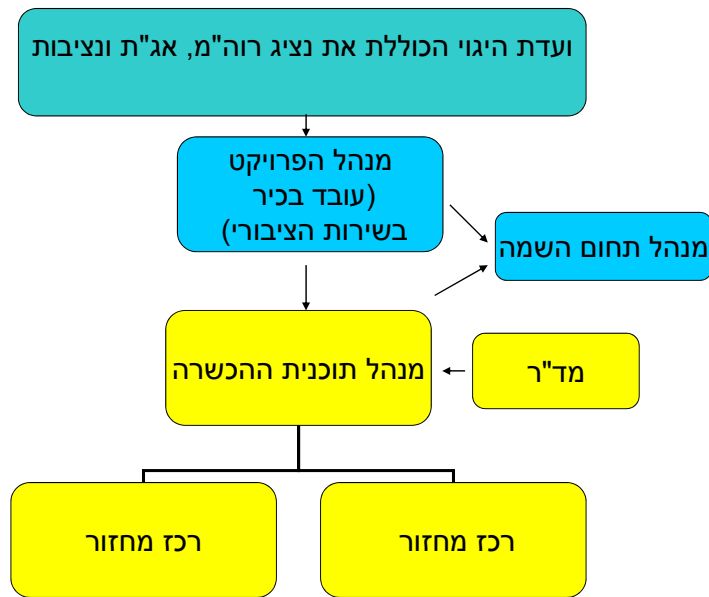 ועדת היגוי הכוללת את נציג רוה"מ, אג"ת ונציבות
מנהל הפרויקט
(עובד בכיר
בשירות הציבורי)
מנהל תחום השמה
מנהל תוכנית ההכשרה
מד"ר
רכז מחזור
רכז מחזור